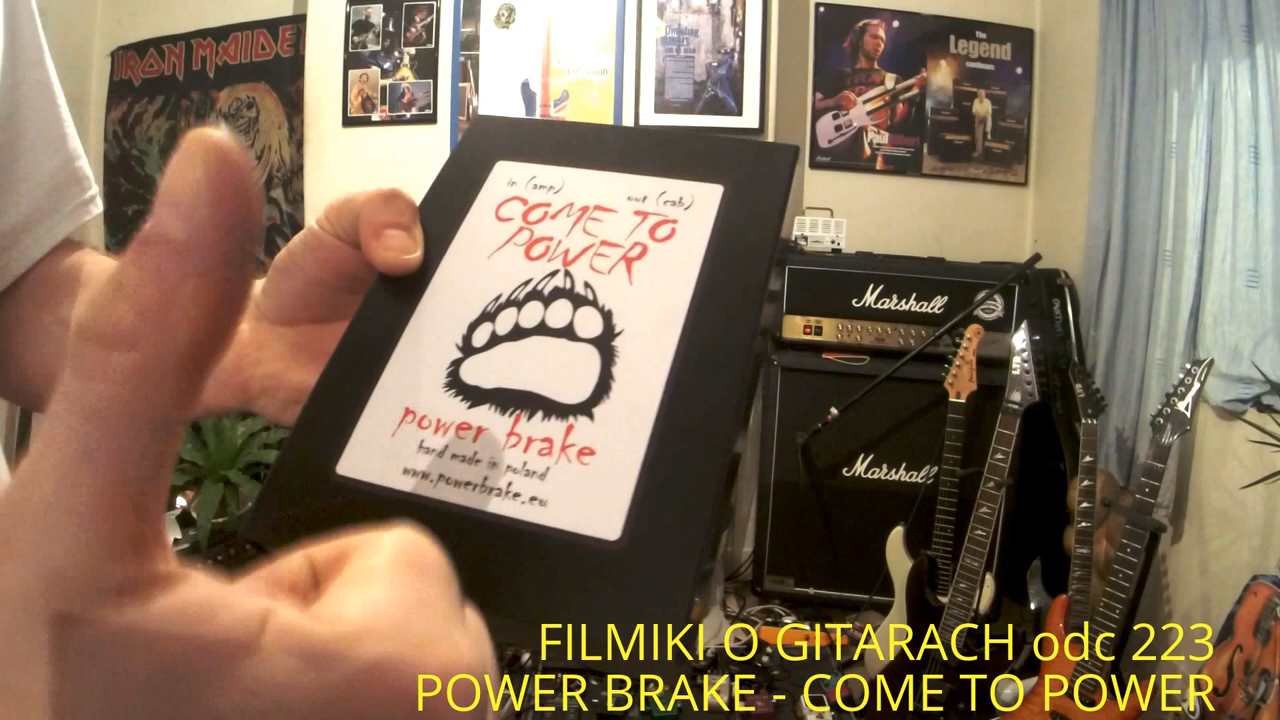 IRON MAIDEN
The
Legend
continues
in (amp)
out (cab)
COME TO
POWER
power brake
hand made in poland
www.powerbrake.eu
Marshall
Marshall
FILMIKI O GITARACH odc 223
POWER BRAKE - COME TO POWER